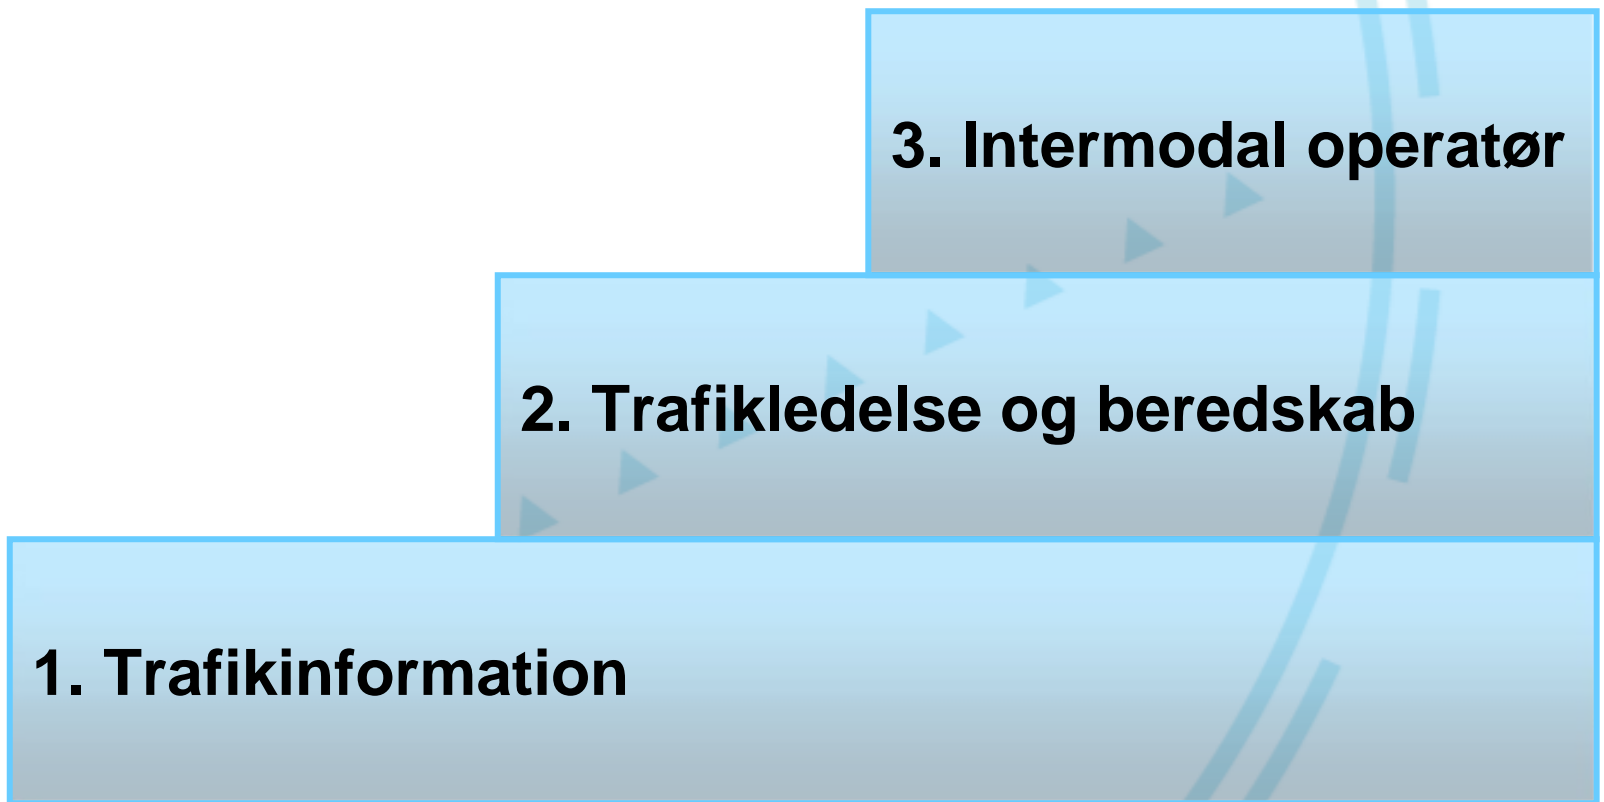 3. Intermodal operatør
2. Trafikledelse og beredskab
1. Trafikinformation